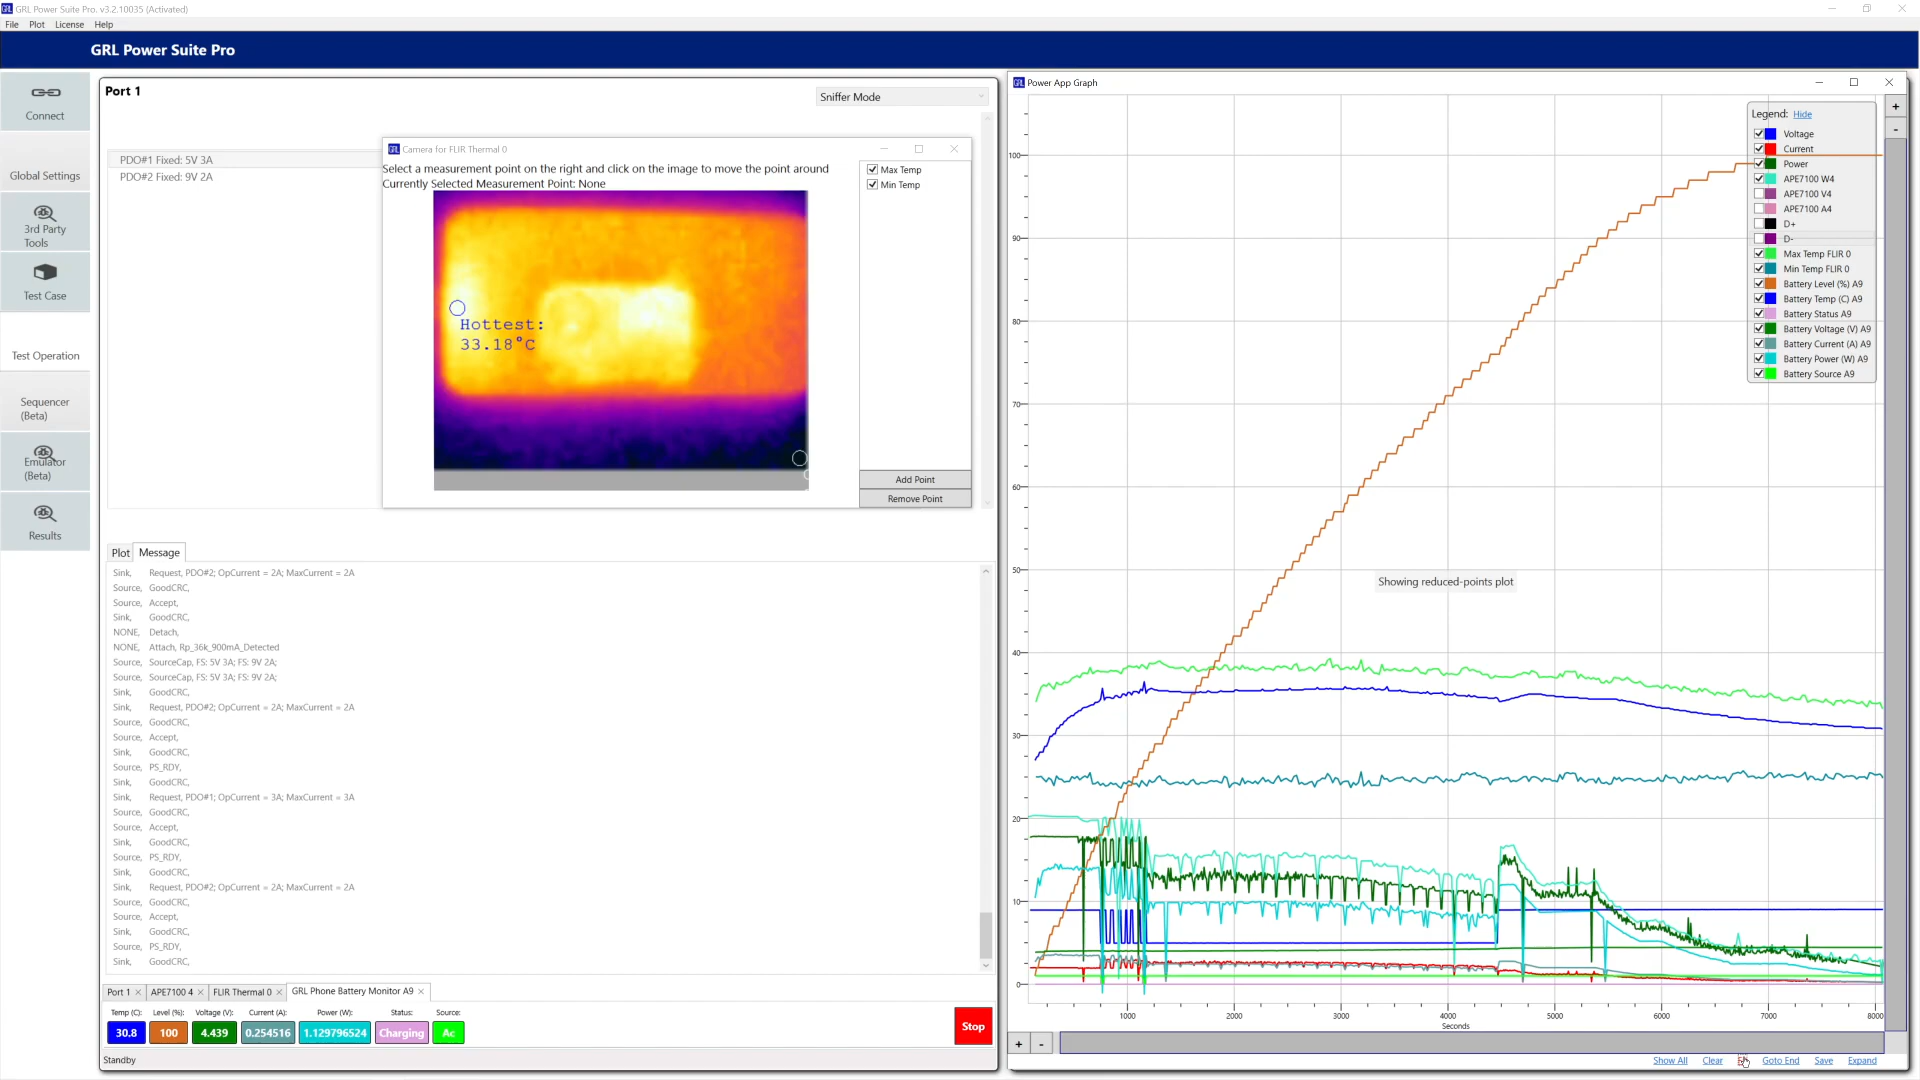 GRL Power Suite Pro. v3.2.10035 (Activated)
File Plot License Help
GRL Power Suite Pro
Connect
Global Settings
3rd Party
Tools
Test Case
Test Operation
Sequencer
(Beta)
Emulator
(Beta)
Results
Port 1
Sniffer Mode
PDO#1 Fixed: 5V 3A
PDO#2 Fixed: 9V 2A
GRL Camera for FLIR Thermal 0
Select a measurement point on the right and click on the image to move the point around
Currently Selected Measurement Point: None
Max Temp
Min Temp
Hottest:
33.18°C
Add Point
Remove Point
Plot Message
Sink, Request, PDO#2; OpCurrent = 2A; MaxCurrent = 2A
Source, GoodCRC,
Source, Accept,
Sink, GoodCRC,
NONE, Detach,
NONE, Attach, Rp_36k_900mA_Detected
Source, SourceCap, FS: 5V 3A; FS: 9V 2A;
Source, SourceCap, FS: 5V 3A; FS: 9V 2A;
Sink, GoodCRC,
Sink, Request, PDO#2; OpCurrent = 2A; MaxCurrent = 2A
Source, GoodCRC,
Source, Accept,
Sink, GoodCRC,
Source, PS_RDY,
Sink, GoodCRC,
Sink, Request, PDO#1; OpCurrent = 3A; MaxCurrent = 3A
Source, GoodCRC,
Source, Accept,
Sink, GoodCRC,
Source, PS_RDY,
Sink, GoodCRC,
Sink, Request, PDO#2; OpCurrent = 2A; MaxCurrent = 2A
Source, GoodCRC,
Source, Accept,
Sink, GoodCRC,
Source, PS_RDY,
Sink, GoodCRC,
Port 1 APE7100 4 FLIR Thermal 0 GRL Phone Battery Monitor A9
Temp (C): Level (%): Voltage (V): Current (A): Power (W): Status: Source:
30.8 100 4.439 0.254516 1.129796524 Charging Ac
Stop
Standby
GRL Power App Graph
Legend: Hide
Voltage
Current
Power
APE7100 W4
APE7100 V4
APE7100 A4
D+
D-
Max Temp FLIR 0
Min Temp FLIR 0
Battery Level (%) A9
Battery Temp (C) A9
Battery Status A9
Battery Voltage (V) A9
Battery Current (A) A9
Battery Power (W) A9
Battery Source A9
100
90
80
70
60
50
40
30
20
10
0
Showing reduced-points plot
1000 2000 3000 4000 5000 6000 7000 8000
Seconds
+ -
Show All Clear Goto End Save Expand